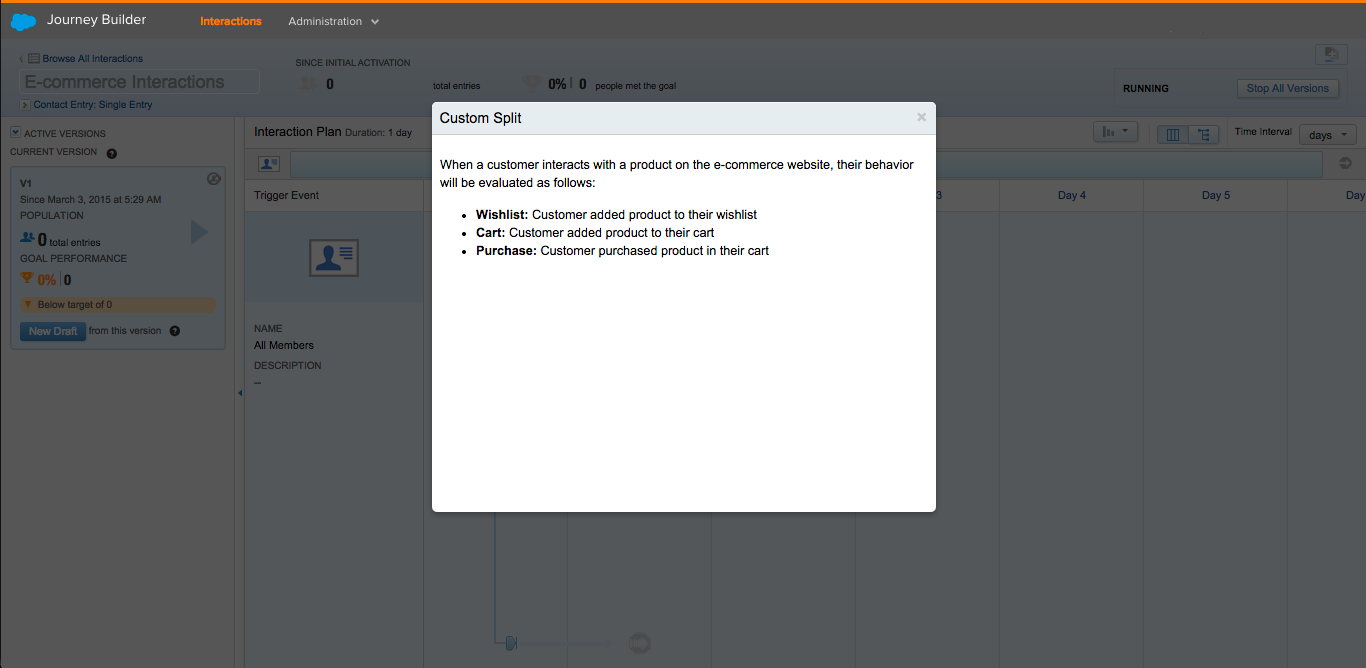 Journey Builder
Interactions
Administration
Browse All Interactions
E-commerce Interactions
Contact Entry: Single Entry
SINCE INITIAL ACTIVATION
0 total entries
0% 0 people met the goal
RUNNING
Stop All Versions
ACTIVE VERSIONS
CURRENT VERSION ?
V1
Since March 3, 2015 at 5:29 AM
POPULATION
0 total entries
GOAL PERFORMANCE
0% 0
Below target of 0
New Draft from this version ?
Interaction Plan Duration: 1 day
Time Interval days
Trigger Event
3
Day 4
Day 5
Day
NAME
All Members
DESCRIPTION
--
Custom Split ×
When a customer interacts with a product on the e-commerce website, their behavior
will be evaluated as follows:
• Wishlist: Customer added product to their wishlist
• Cart: Customer added product to their cart
• Purchase: Customer purchased product in their cart